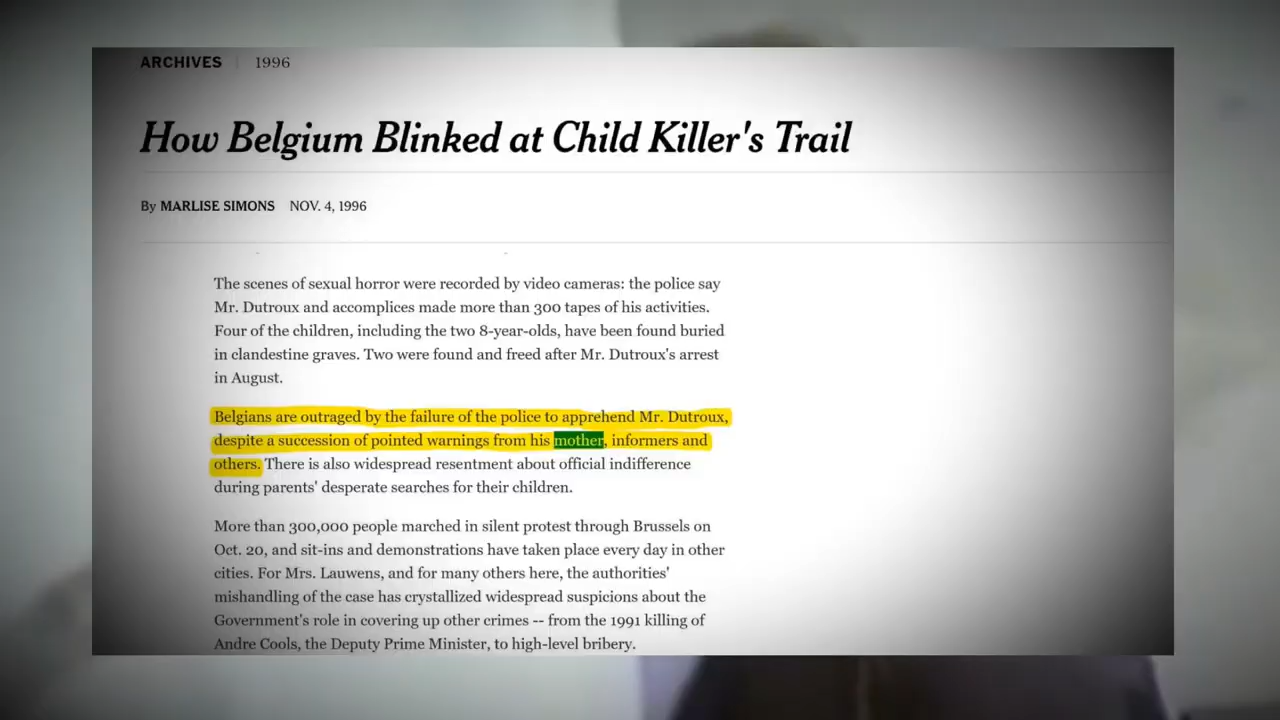 ARCHIVES | 1996
How Belgium Blinked at Child Killer's Trail
By MARLISE SIMONS NOV. 4, 1996
The scenes of sexual horror were recorded by video cameras: the police say
Mr. Dutroux and accomplices made more than 300 tapes of his activities.
Four of the children, including the two 8-year-olds, have been found buried
in clandestine graves. Two were found and freed after Mr. Dutroux's arrest
in August.
Belgians are outraged by the failure of the police to apprehend Mr. Dutroux,
despite a succession of pointed warnings from his mother, informers and
others. There is also widespread resentment about official indifference
during parents' desperate searches for their children.
More than 300,000 people marched in silent protest through Brussels on
Oct. 20, and sit-ins and demonstrations have taken place every day in other
cities. For Mrs. Lauwens, and for many others here, the authorities'
mishandling of the case has crystallized widespread suspicions about the
Government's role in covering up other crimes -- from the 1991 killing of
Andre Cools, the Deputy Prime Minister, to high-level bribery.